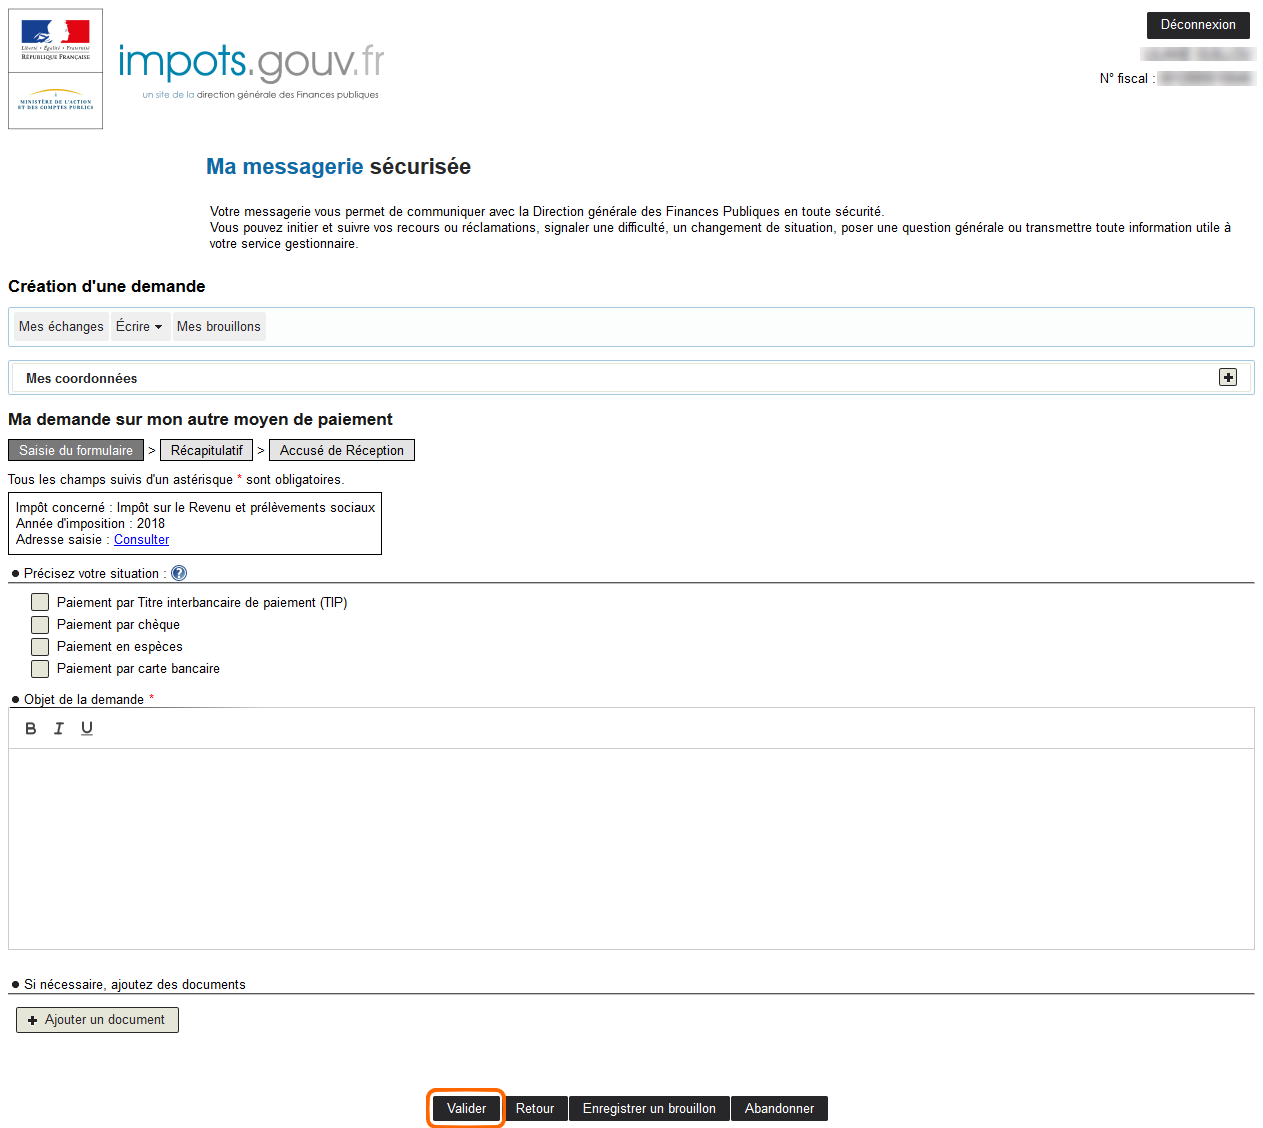 Liberté • Égalité • Fraternité
RÉPUBLIQUE FRANÇAISE
MINISTÈRE DE L'ACTION
ET DES COMPTES PUBLICS
impots.gouv.fr
un site de la direction générale des Finances publiques
Déconnexion
N° fiscal :
Ma messagerie sécurisée
Votre messagerie vous permet de communiquer avec la Direction générale des Finances Publiques en toute sécurité.
Vous pouvez initier et suivre vos recours ou réclamations, signaler une difficulté, un changement de situation, poser une question générale ou transmettre toute information utile à
votre service gestionnaire.
Création d'une demande
Mes échanges Écrire Mes brouillons
Mes coordonnées
Ma demande sur mon autre moyen de paiement
Saisie du formulaire > Récapitulatif > Accusé de Réception
Tous les champs suivis d'un astérisque * sont obligatoires.
Impôt concerné : Impôt sur le Revenu et prélèvements sociaux
Année d'imposition : 2018
Adresse saisie : Consulter
• Précisez votre situation : ?
Paiement par Titre interbancaire de paiement (TIP)
Paiement par chèque
Paiement en espèces
Paiement par carte bancaire
• Objet de la demande *
B I U
• Si nécessaire, ajoutez des documents
+ Ajouter un document
Valider Retour Enregistrer un brouillon Abandonner